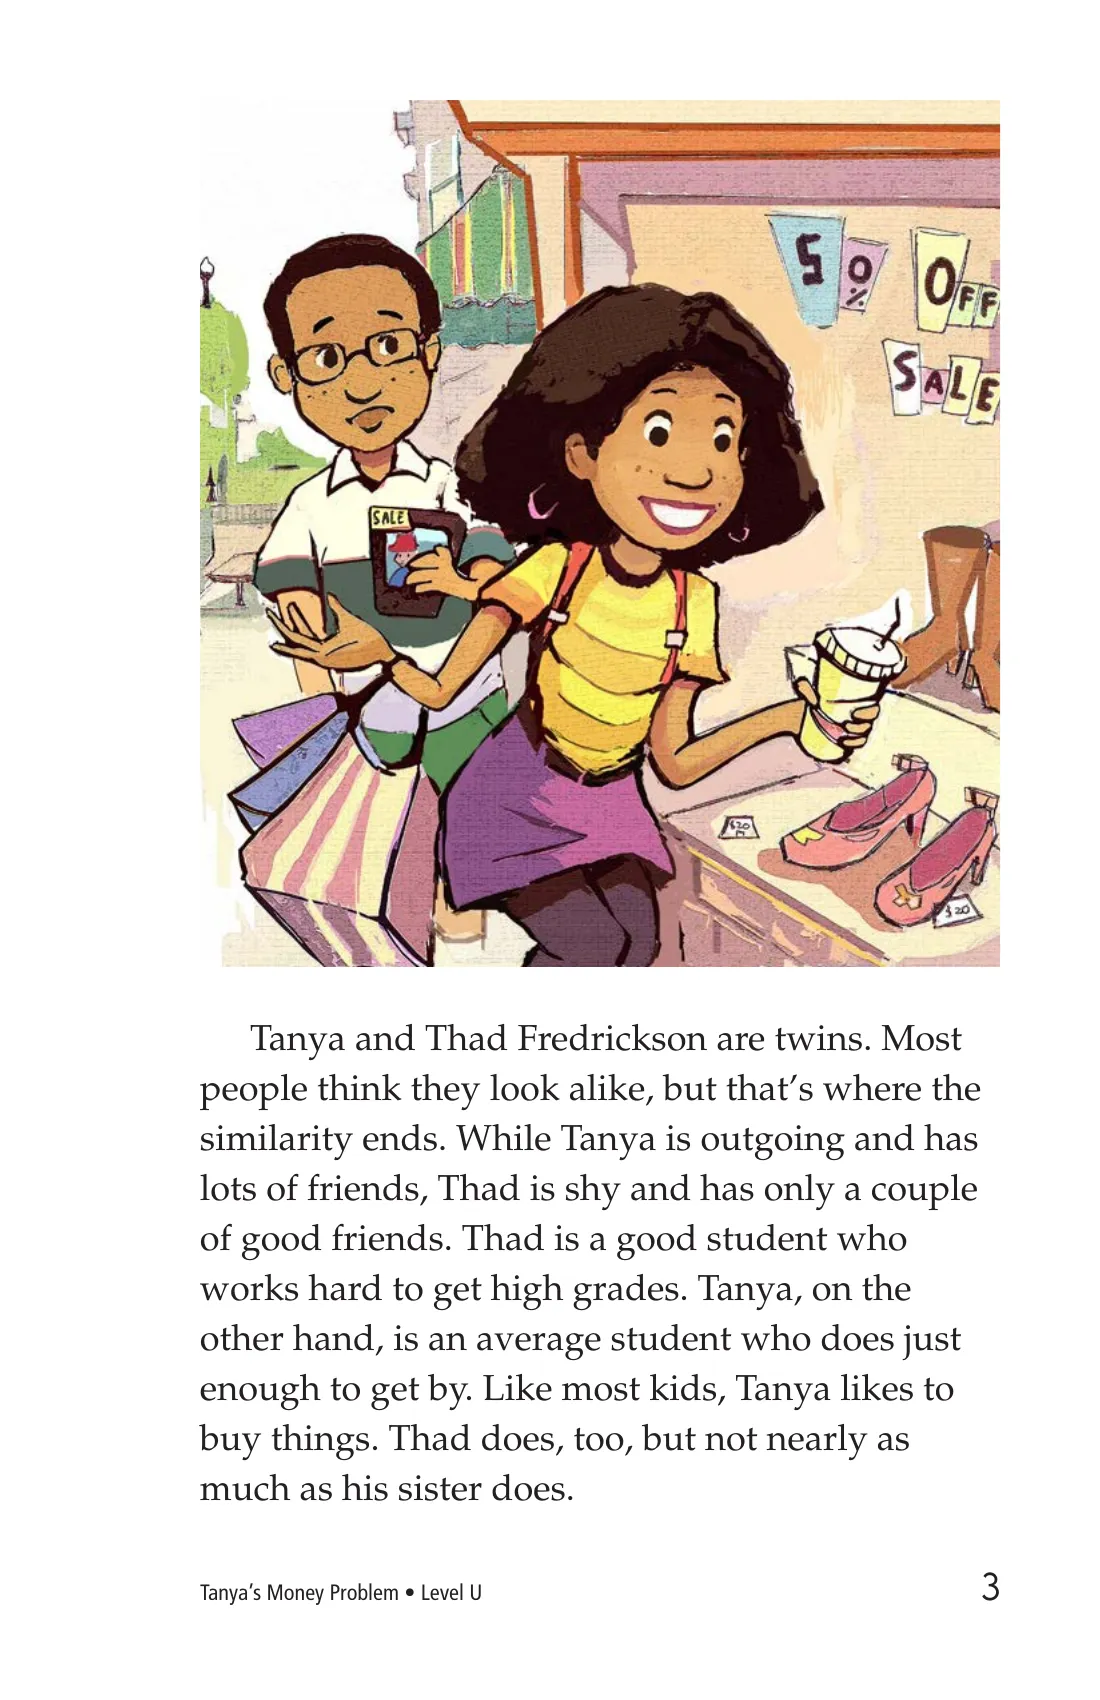 50% OFF
SALE
SALE
$20
$20
Tanya and Thad Fredrickson are twins. Most
people think they look alike, but that’s where the
similarity ends. While Tanya is outgoing and has
lots of friends, Thad is shy and has only a couple
of good friends. Thad is a good student who
works hard to get high grades. Tanya, on the
other hand, is an average student who does just
enough to get by. Like most kids, Tanya likes to
buy things. Thad does, too, but not nearly as
much as his sister does.
Tanya’s Money Problem • Level U
3